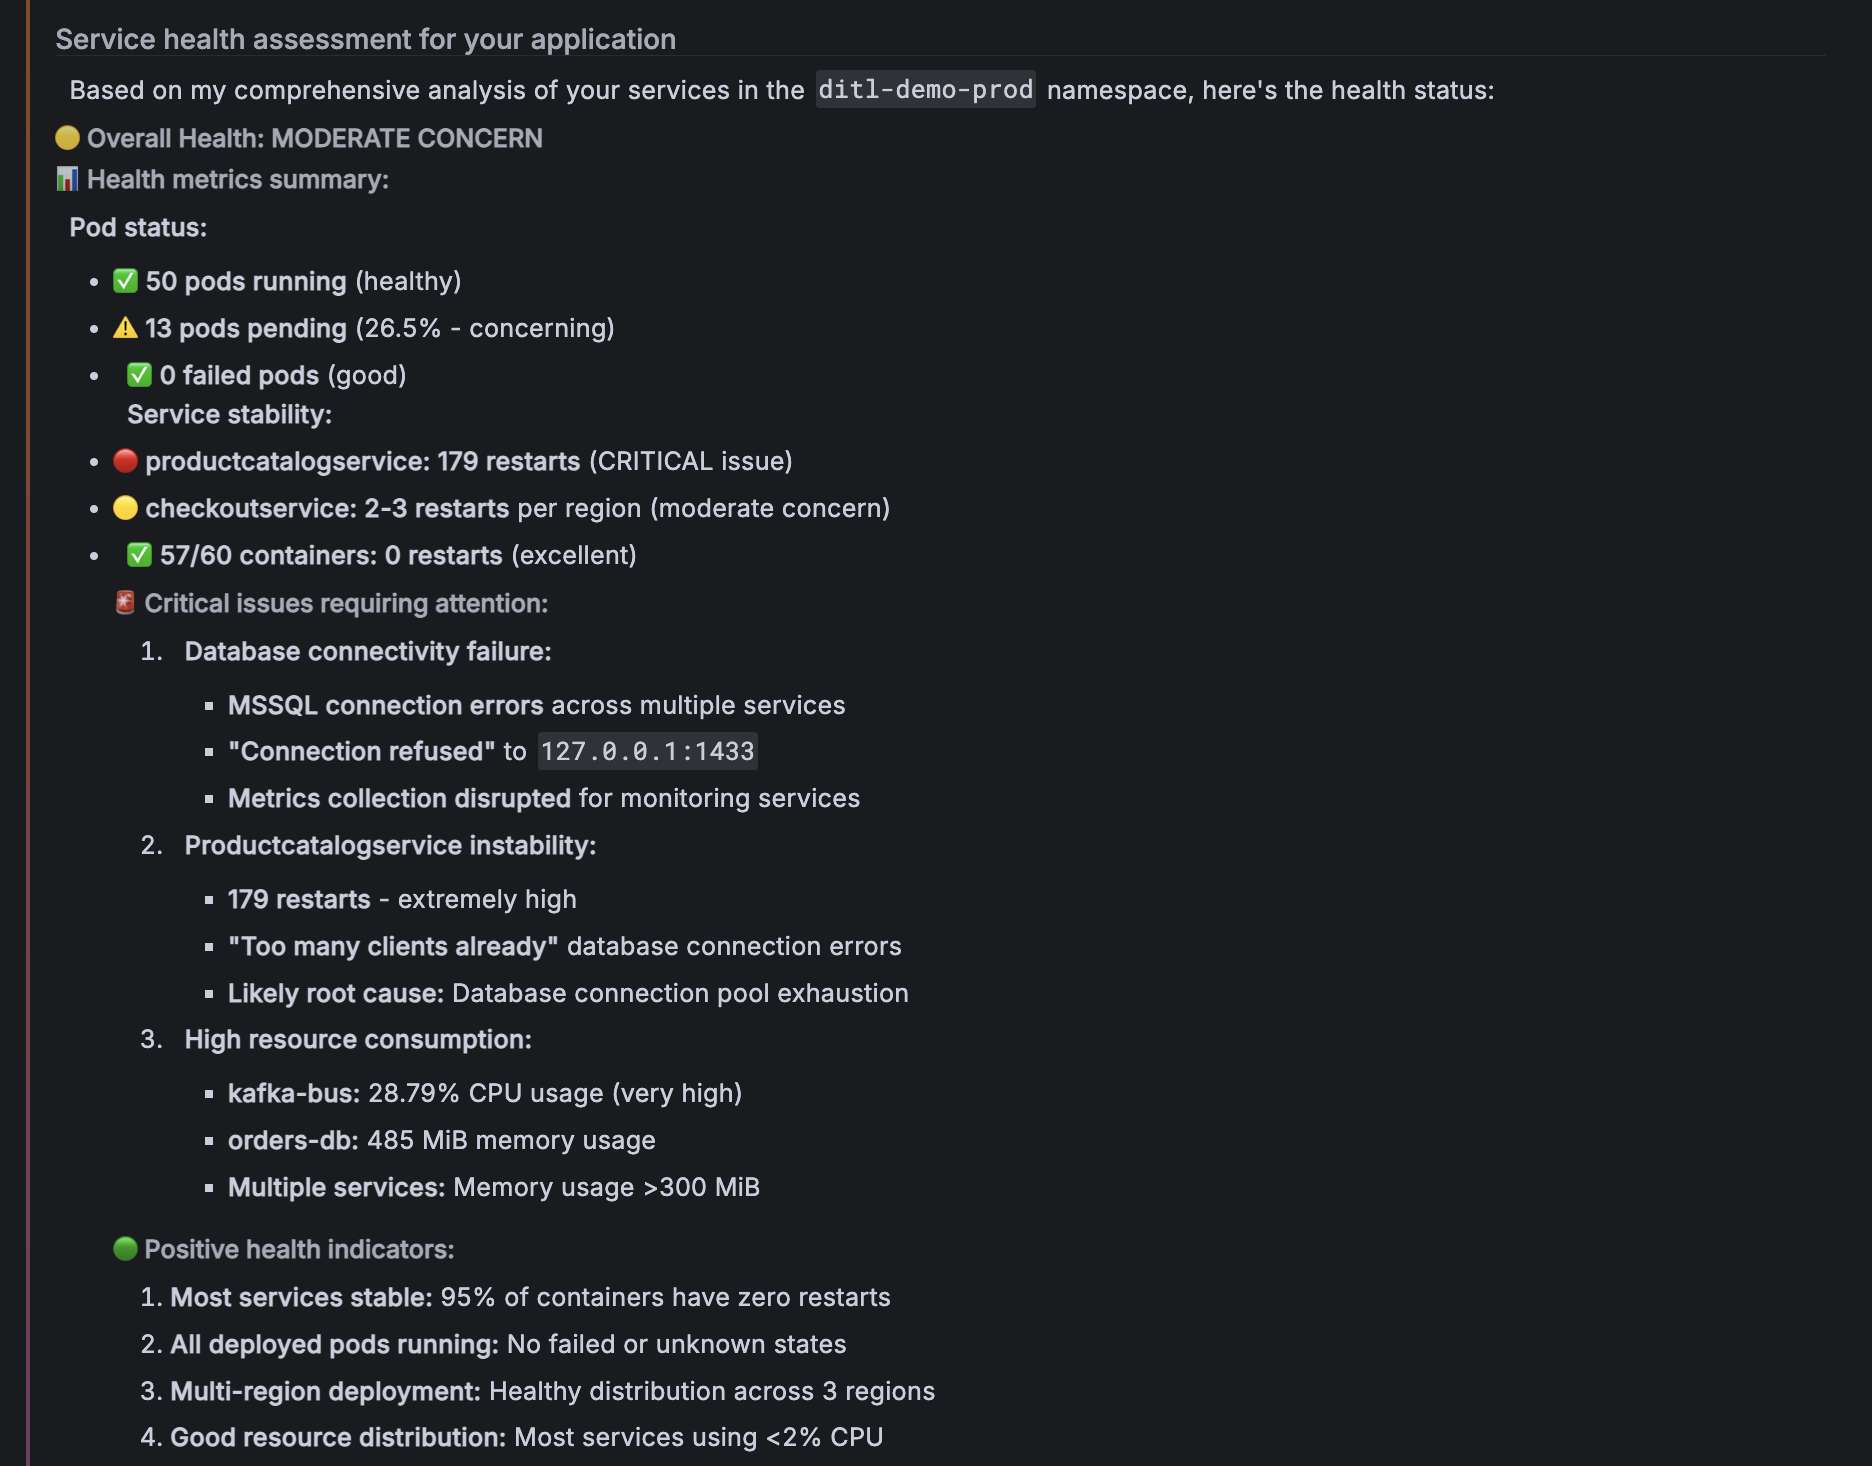 Service health assessment for your application
Based on my comprehensive analysis of your services in the ditl-demo-prod namespace, here's the health status:
🟡 Overall Health: MODERATE CONCERN
📊 Health metrics summary:
Pod status:
• ✅ 50 pods running (healthy)
• ⚠️ 13 pods pending (26.5% - concerning)
• ✅ 0 failed pods (good)
Service stability:
• 🔴 productcatalogservice: 179 restarts (CRITICAL issue)
• 🟡 checkoutservice: 2-3 restarts per region (moderate concern)
• ✅ 57/60 containers: 0 restarts (excellent)
🚨 Critical issues requiring attention:
1. Database connectivity failure:
▪ MSSQL connection errors across multiple services
▪ "Connection refused" to 127.0.0.1:1433
▪ Metrics collection disrupted for monitoring services
2. Productcatalogservice instability:
▪ 179 restarts - extremely high
▪ "Too many clients already" database connection errors
▪ Likely root cause: Database connection pool exhaustion
3. High resource consumption:
▪ kafka-bus: 28.79% CPU usage (very high)
▪ orders-db: 485 MiB memory usage
▪ Multiple services: Memory usage >300 MiB
🟢 Positive health indicators:
1. Most services stable: 95% of containers have zero restarts
2. All deployed pods running: No failed or unknown states
3. Multi-region deployment: Healthy distribution across 3 regions
4. Good resource distribution: Most services using <2% CPU